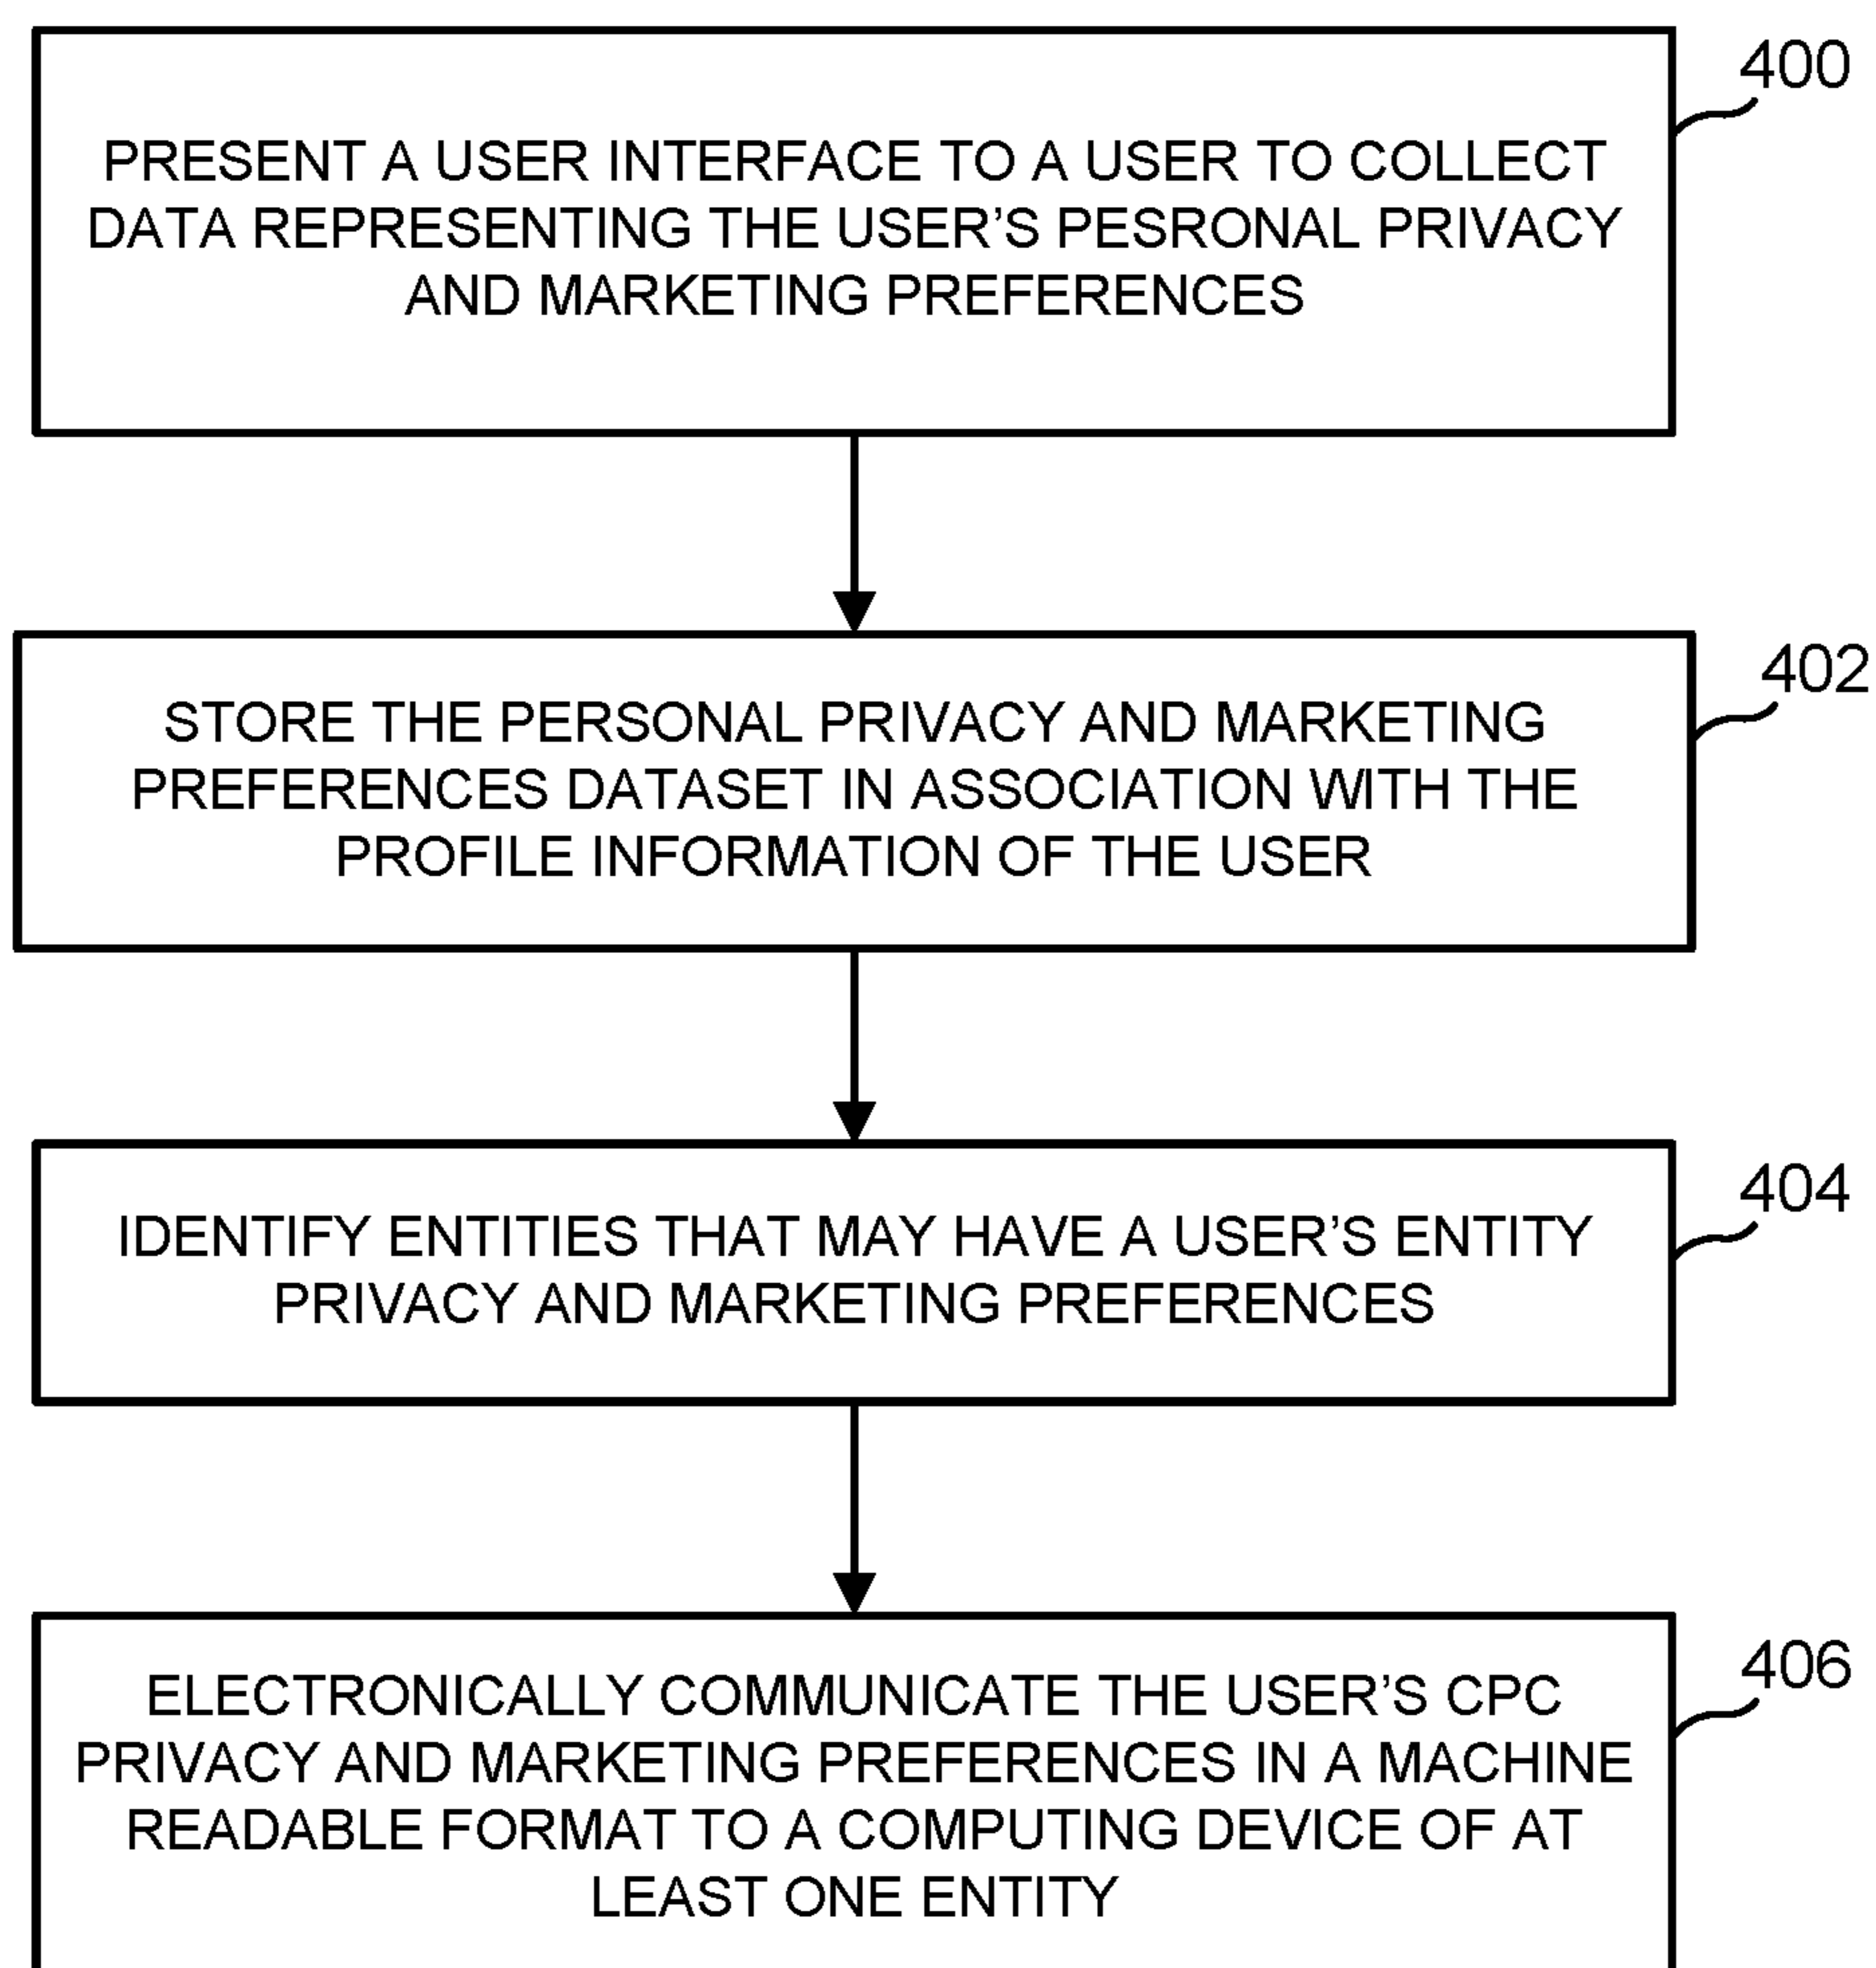 400
PRESENT A USER INTERFACE TO A USER TO COLLECT
DATA REPRESENTING THE USER'S PESRONAL PRIVACY
AND MARKETING PREFERENCES
402
STORE THE PERSONAL PRIVACY AND MARKETING
PREFERENCES DATASET IN ASSOCIATION WITH THE
PROFILE INFORMATION OF THE USER
404
IDENTIFY ENTITIES THAT MAY HAVE A USER'S ENTITY
PRIVACY AND MARKETING PREFERENCES
406
ELECTRONICALLY COMMUNICATE THE USER'S CPC
PRIVACY AND MARKETING PREFERENCES IN A MACHINE
READABLE FORMAT TO A COMPUTING DEVICE OF AT
LEAST ONE ENTITY